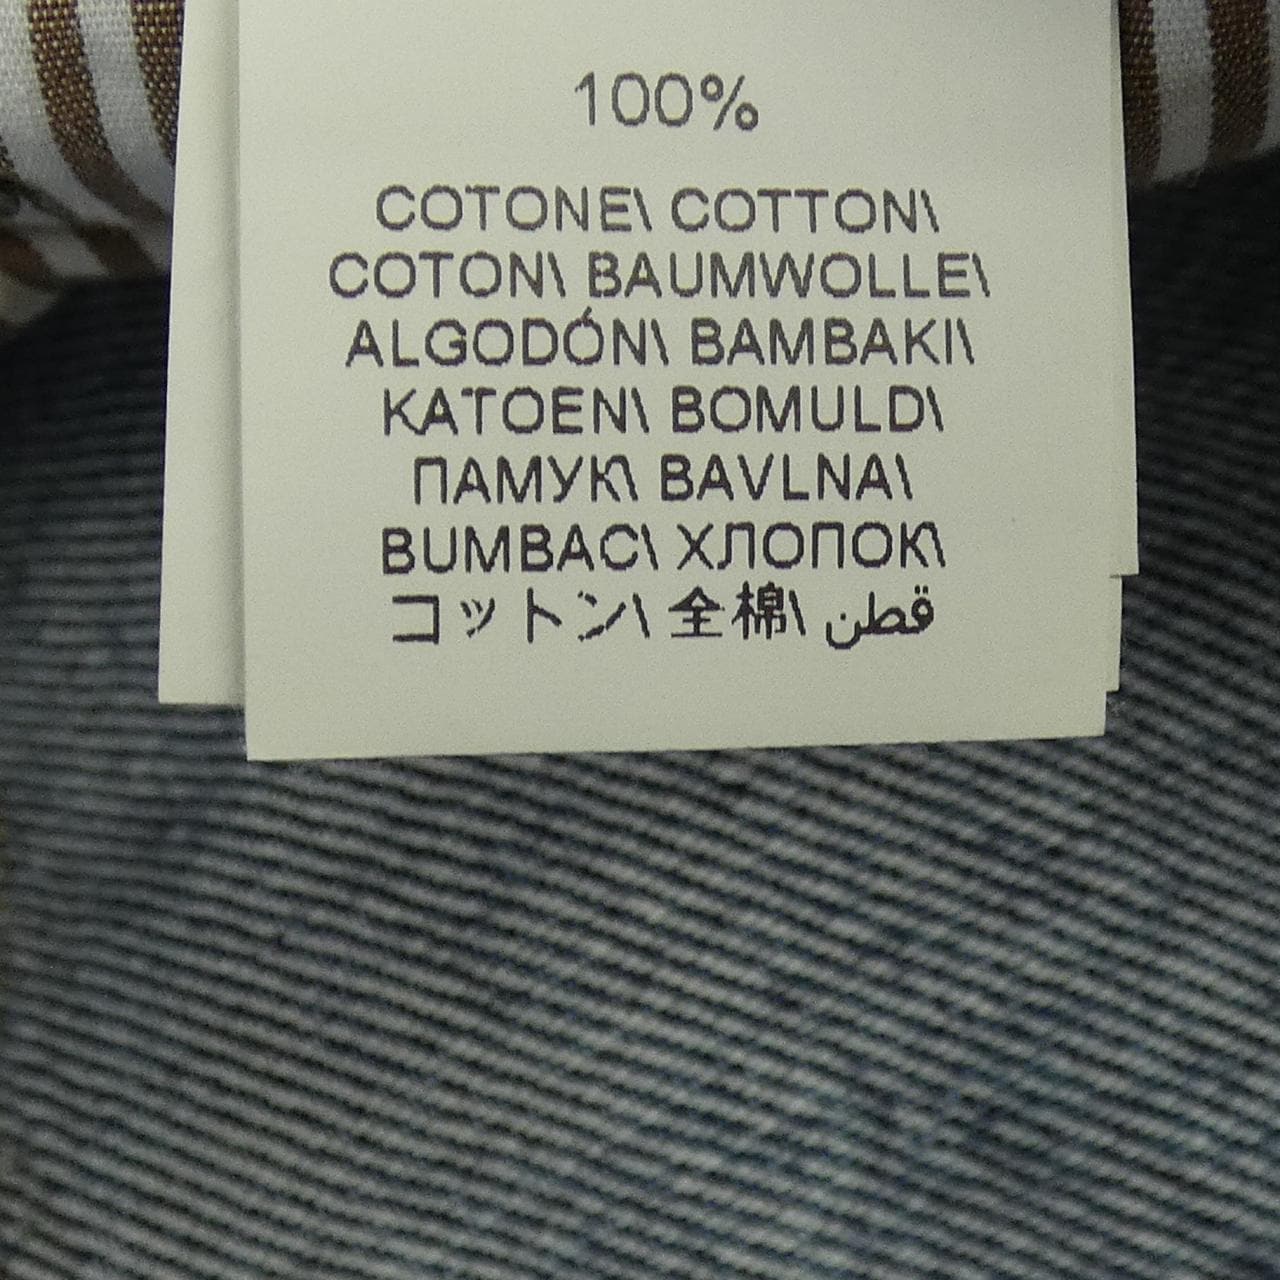 100%
COTONE\ COTTON\
COTON\ BAUMWOLLE\
ALGODÓN\ BAMBAKI\
KATOEN\ BOMULD\
ПАМУК\ BAVLNA\
BUMBAC\ ХЛОПОК\
コットン\ 全棉\ قطن